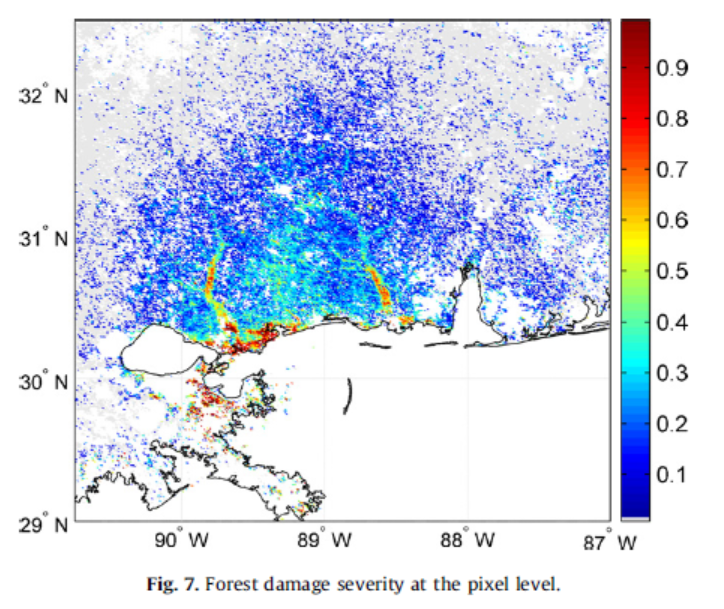 32° N
31° N
30° N
29° N
90° W
89° W
88° W
87° W
0.9
0.8
0.7
0.6
0.5
0.4
0.3
0.2
0.1
Fig. 7. Forest damage severity at the pixel level.